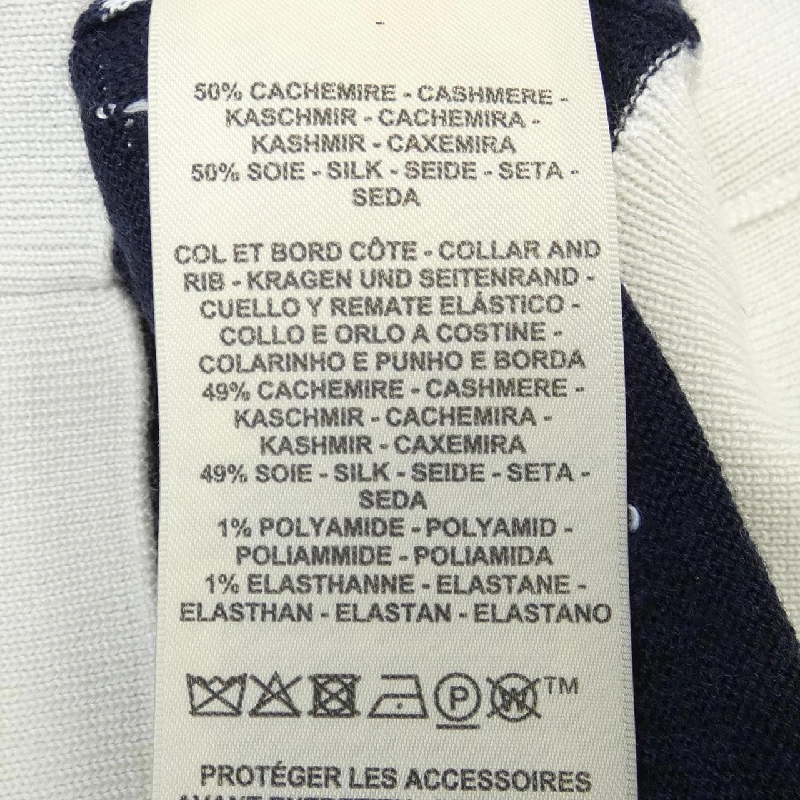 50% CACHEMIRE - CASHMERE -
KASCHMIR - CACHEMIRA -
KASHMIR - CAXEMIRA
50% SOIE - SILK - SEIDE - SETA -
SEDA
COL ET BORD CÔTE - COLLAR AND
RIB - KRAGEN UND SEITENRAND -
CUELLO Y REMATE ELÁSTICO -
COLLO E ORLO A COSTINE -
COLARINHO E PUNHO E BORDA
49% CACHEMIRE - CASHMERE -
KASCHMIR - CACHEMIRA -
KASHMIR - CAXEMIRA
49% SOIE - SILK - SEIDE - SETA -
SEDA
1% POLYAMIDE - POLYAMID -
POLIAMMIDE - POLIAMIDA
1% ELASTHANNE - ELASTANE -
ELASTHAN - ELASTAN - ELASTANO
P W TM
PROTÉGER LES ACCESSOIRES
AVANT